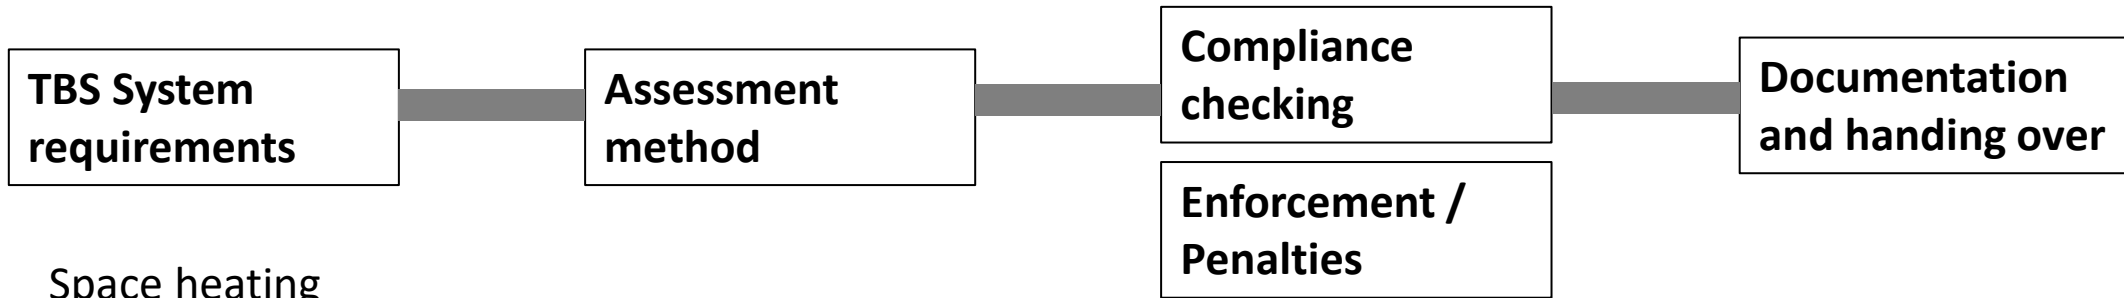 TBS System
requirements
Assessment
method
Compliance
checking
Enforcement /
Penalties
Documentation
and handing over
Space heating